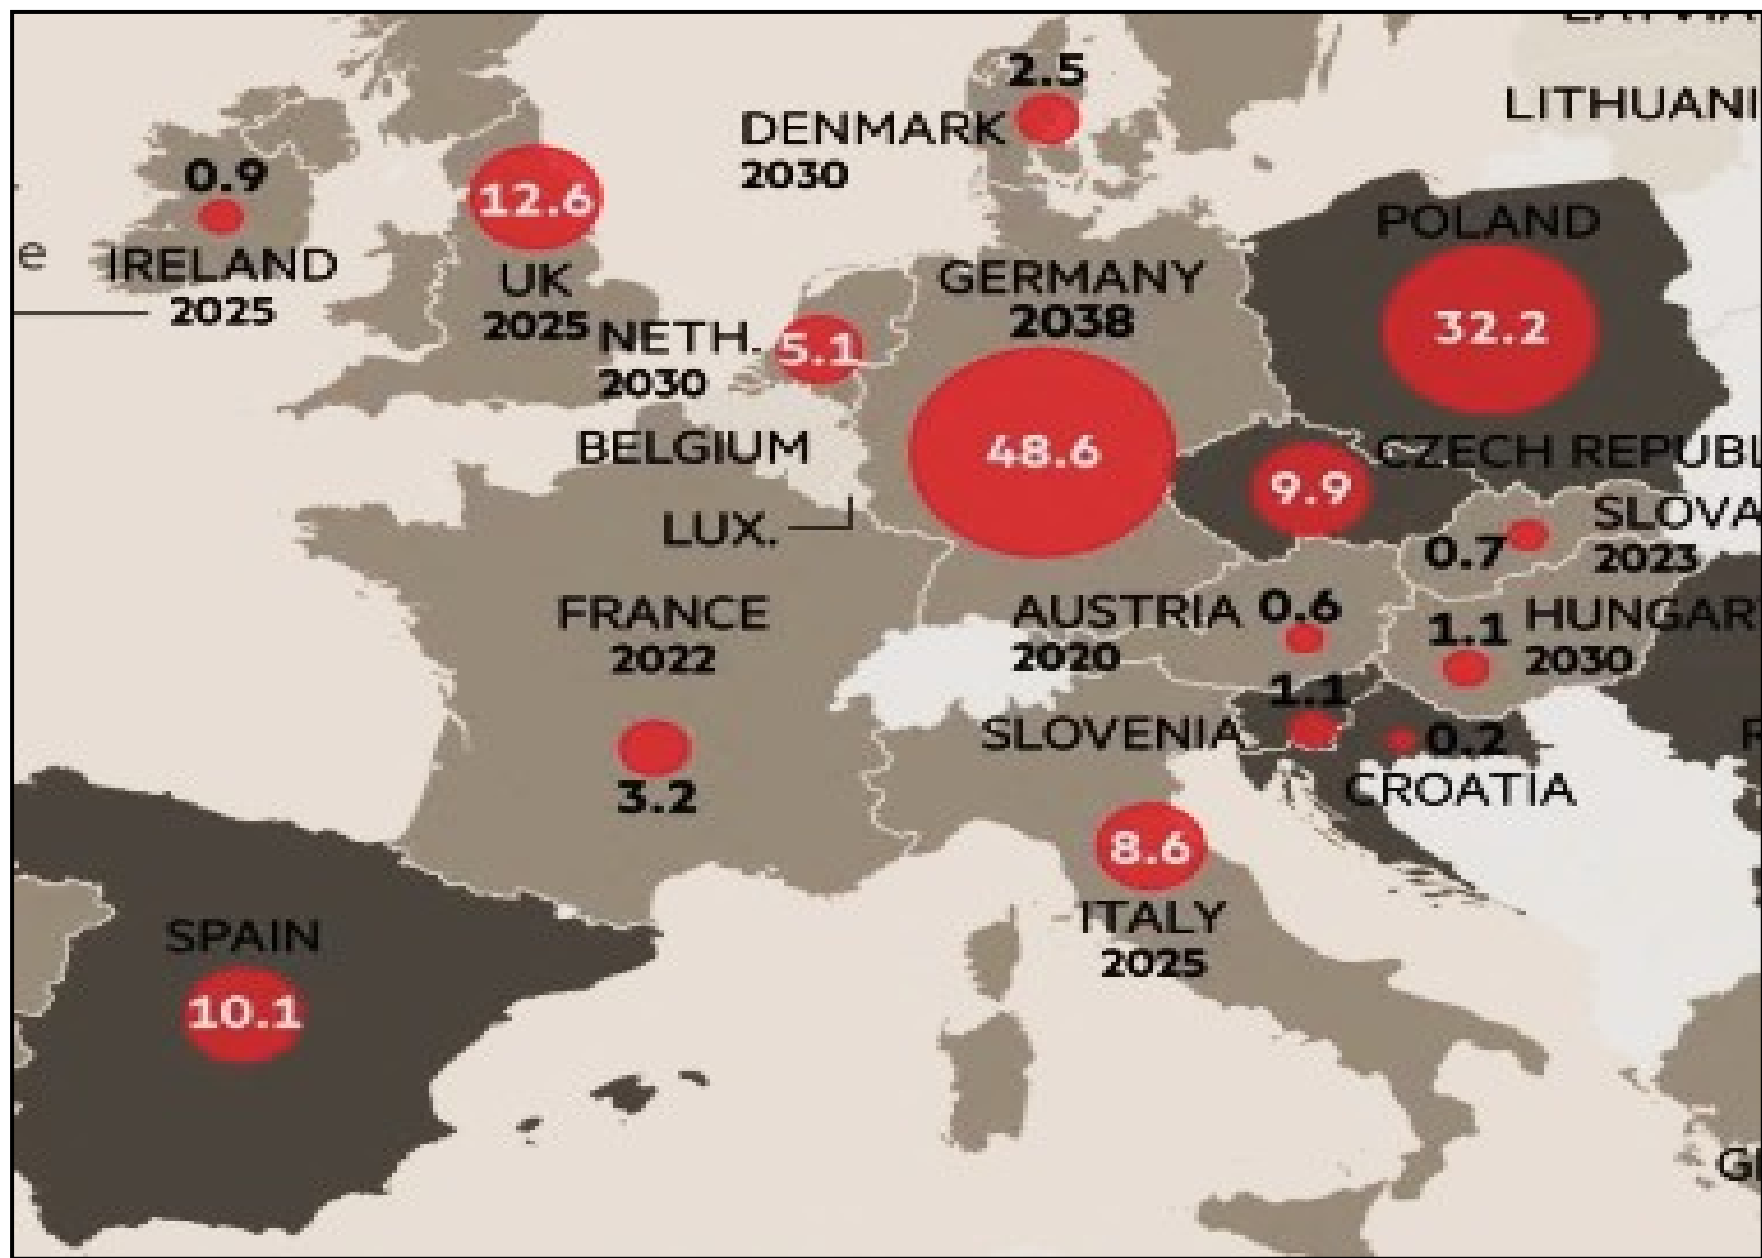 2.5
DENMARK
2030
LITHUANI
0.9
IRELAND
2025
12.6
UK
2025
POLAND
32.2
NETH.
2030
5.1
GERMANY
2038
48.6
BELGIUM
LUX.
CZECH REPUBL
9.9
SLOVA
2023
0.7
FRANCE
2022
3.2
AUSTRIA
2020
0.6
1.1
HUNGAR
2030
SLOVENIA
1.1
0.2
CROATIA
8.6
ITALY
2025
SPAIN
10.1
e